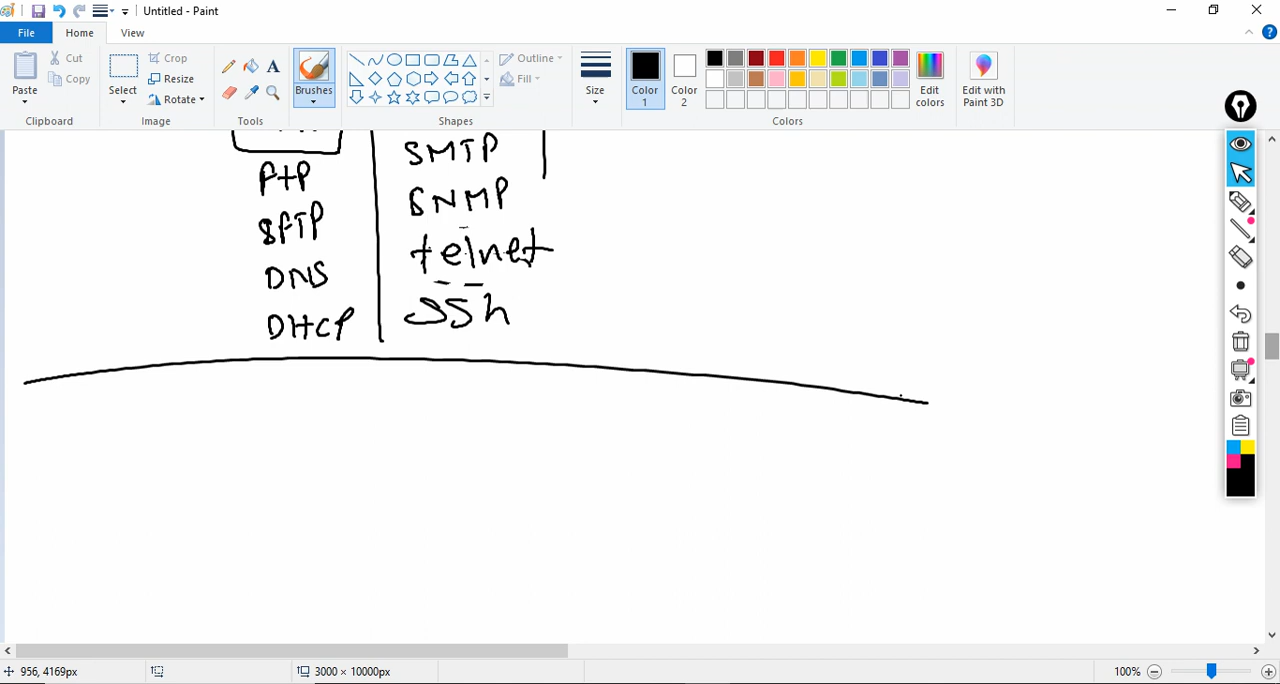 Untitled - Paint
File Home View
Cut
Copy
Paste
Clipboard
Crop
Resize
Rotate
Select
Image
Tools
Brushes
Outline
Fill
Shapes
Size
Color 1
Color 2
Edit colors
Colors
Edit with Paint 3D
FTP
SFTP
DNS
DHCP
SMTP
SNMP
telnet
SSh
956, 4169px
3000 × 10000px
100%